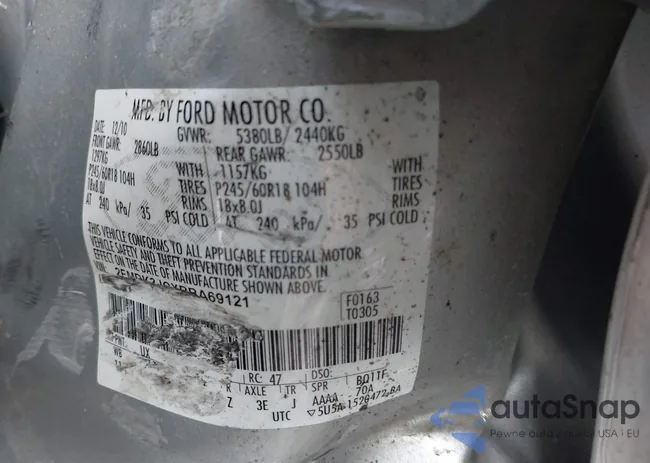 MFD. BY FORD MOTOR CO.
DATE 12/10 GVWR: 5380LB/ 2440KG
FRONT GAWR: 2860LB REAR GAWR: 2550LB
1297KG WITH 1157KG WITH
P245/60R18 104H TIRES P245/60R18 104H TIRES
18x8.0J RIMS 18x8.0J RIMS
AT 240 kPa/ 35 PSI COLD AT 240 kPa/ 35 PSI COLD
THIS VEHICLE CONFORMS TO ALL APPLICABLE FEDERAL MOTOR
VEHICLE SAFETY AND THEFT PREVENTION STANDARDS IN
EFFECT ON THE DATE OF MANUFACTURE SHOWN ABOVE.
F0163
T0305
UX RC: 47 DSO:
WB R AXLE TR SPR
Z 3E J AAAA 70A
UTC ▽5U5A-1520472-BA
autaSnap